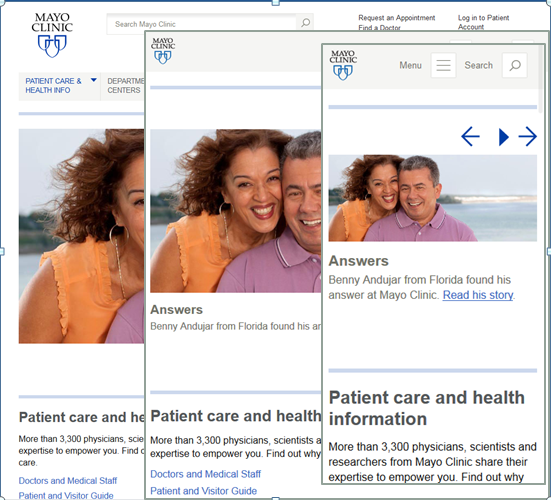 MAYO
CLINIC
Search Mayo Clinic
Request an Appointment
Find a Doctor
Log in to Patient
Account
PATIENT CARE &
HEALTH INFO
DEPARTME
CENTERS
Patient care and
More than 3,300 physicians, scientists a
expertise to empower you. Find o
care.
Doctors and Medical Staff
Patient and Visitor Guide
MAYO
CLINIC
Answers
Benny Andujar from Florida found his an
Patient care and health
More than 3,300 physicians, scientists a
expertise to empower you. Find out why
Doctors and Medical Staff
Patient and Visitor Guide
MAYO
CLINIC
Menu
Search
Answers
Benny Andujar from Florida found his
answer at Mayo Clinic. Read his story.
Patient care and health
information
More than 3,300 physicians, scientists and
researchers from Mayo Clinic share their
expertise to empower you. Find out why